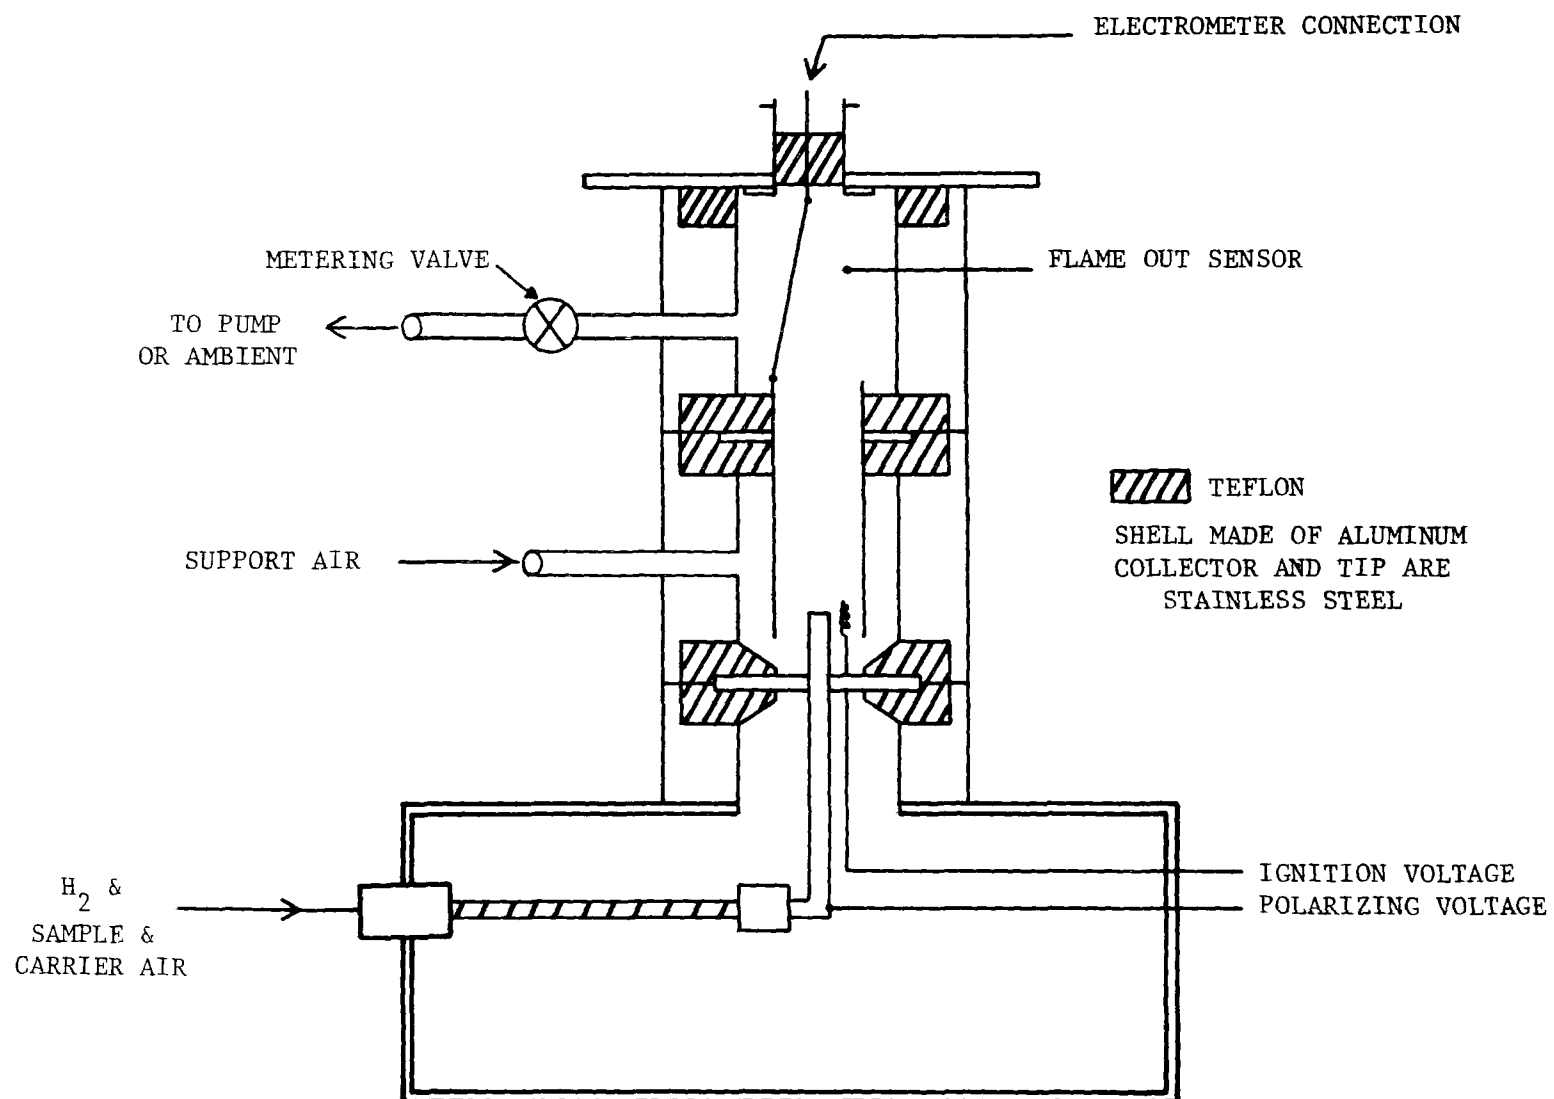 ELECTROMETER CONNECTION
METERING VALVE
FLAME OUT SENSOR
TO PUMP
OR AMBIENT
TEFLON
SHELL MADE OF ALUMINUM
COLLECTOR AND TIP ARE
STAINLESS STEEL
SUPPORT AIR
IGNITION VOLTAGE
POLARIZING VOLTAGE
H2 &
SAMPLE &
CARRIER AIR